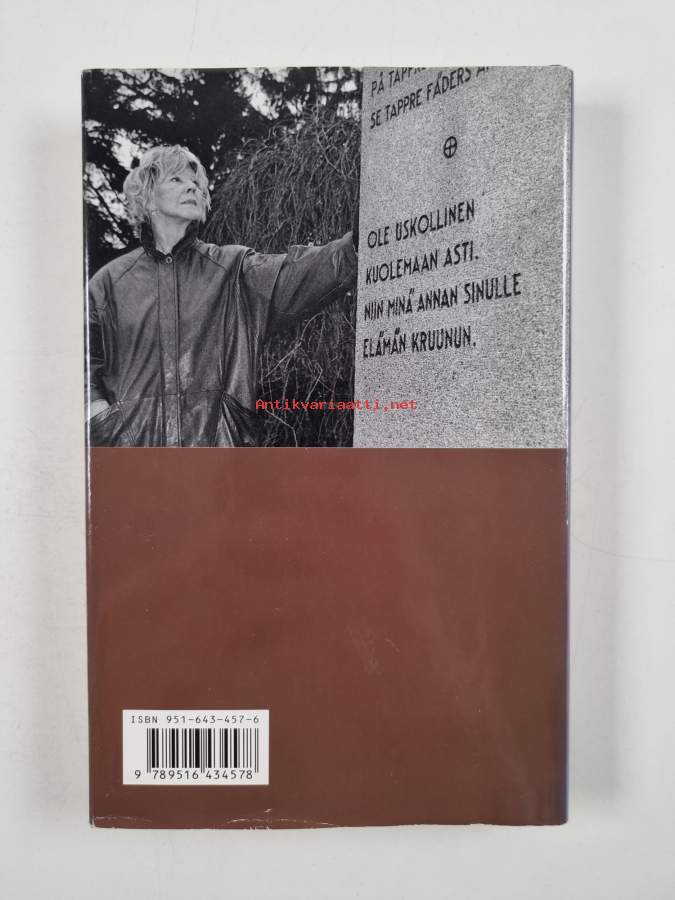 PÅ TAPPRE
SE TAPPRE FÄDERS
OLE USKOLLINEN
KUOLEMAAN ASTI.
NIIN MINÄ ANNAN SINULLE
ELÄMÄN KRUUNUN.
Antikvariaatti.net
ISBN 951-643-457-6
9 789516 434578